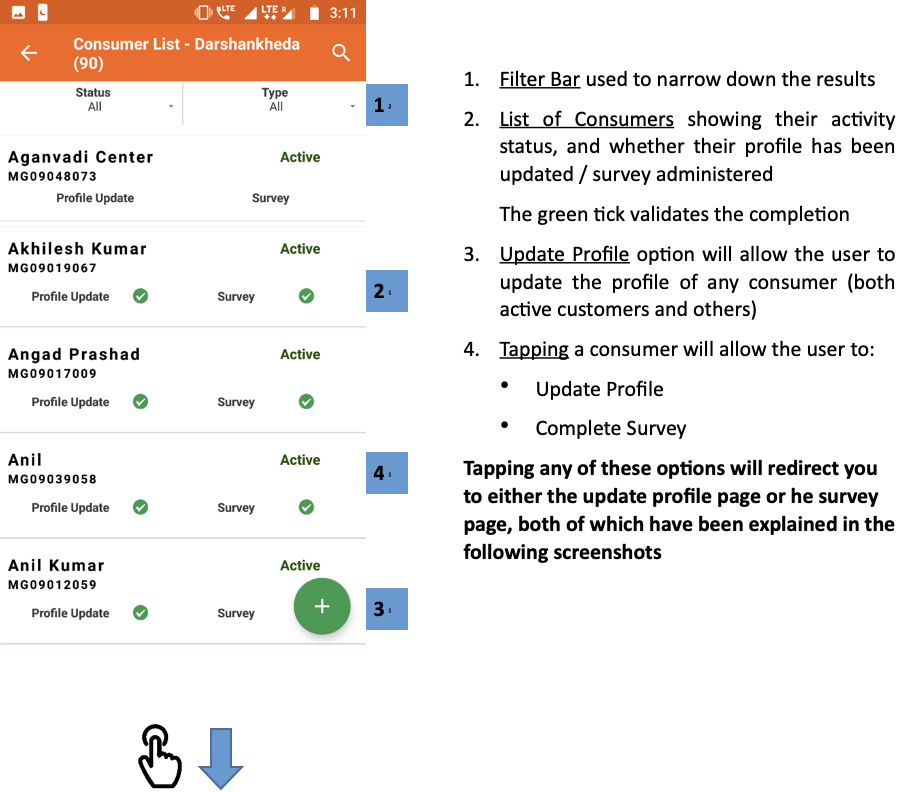 LTE LTE R 3:11
Consumer List - Darshankheda
(90)
Status Type
All All
Aganvadi Center Active
MG09048073
Profile Update Survey
Akhilesh Kumar Active
MG09019067
Profile Update Survey
Angad Prashad Active
MG09017009
Profile Update Survey
Anil Active
MG09039058
Profile Update Survey
Anil Kumar Active
MG09012059
Profile Update Survey
+
1 2
2 1
4 1
3 1
1. Filter Bar used to narrow down the results
2. List of Consumers showing their activity
status, and whether their profile has been
updated / survey administered
The green tick validates the completion
3. Update Profile option will allow the user to
update the profile of any consumer (both
active customers and others)
4. Tapping a consumer will allow the user to:
• Update Profile
• Complete Survey
Tapping any of these options will redirect you
to either the update profile page or he survey
page, both of which have been explained in the
following screenshots